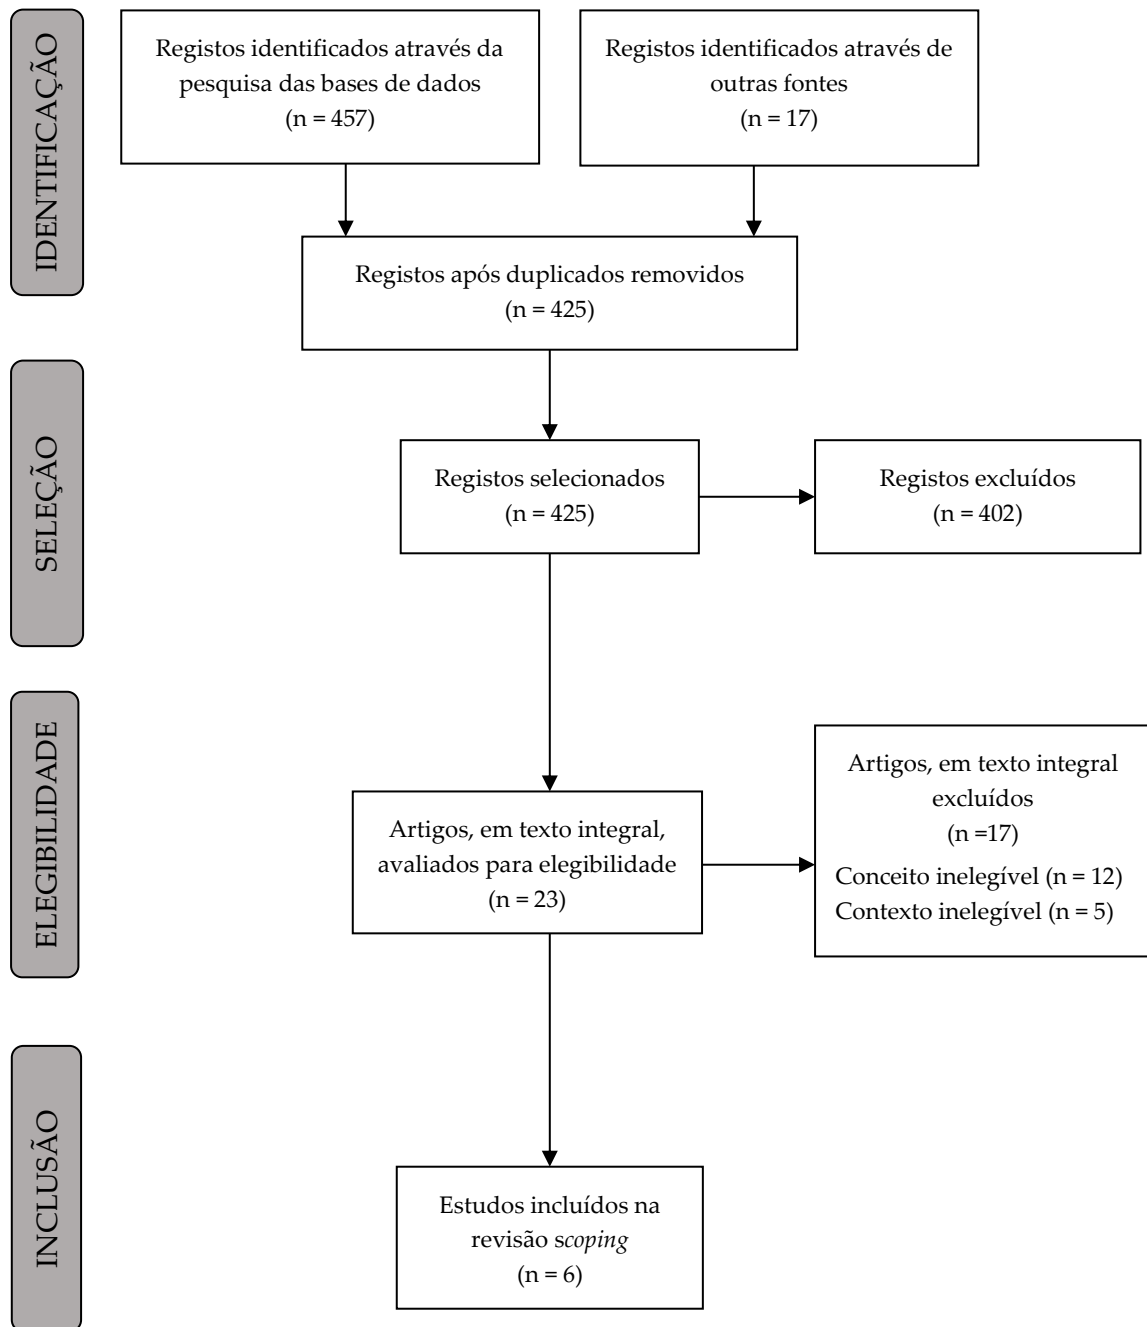 IDENTIFICAÇÃO
Registos identificados através da
pesquisa das bases de dados
(n = 457)
Registos identificados através de
outras fontes
(n = 17)
Registos após duplicados removidos
(n = 425)
SELEÇÃO
Registos selecionados
(n = 425)
Registos excluídos
(n = 402)
ELEGIBILIDADE
Artigos, em texto integral,
avaliados para elegibilidade
(n = 23)
Artigos, em texto integral
excluídos
(n =17)
Conceito inelegível (n = 12)
Contexto inelegível (n = 5)
INCLUSÃO
Estudos incluídos na
revisão scoping
(n = 6)